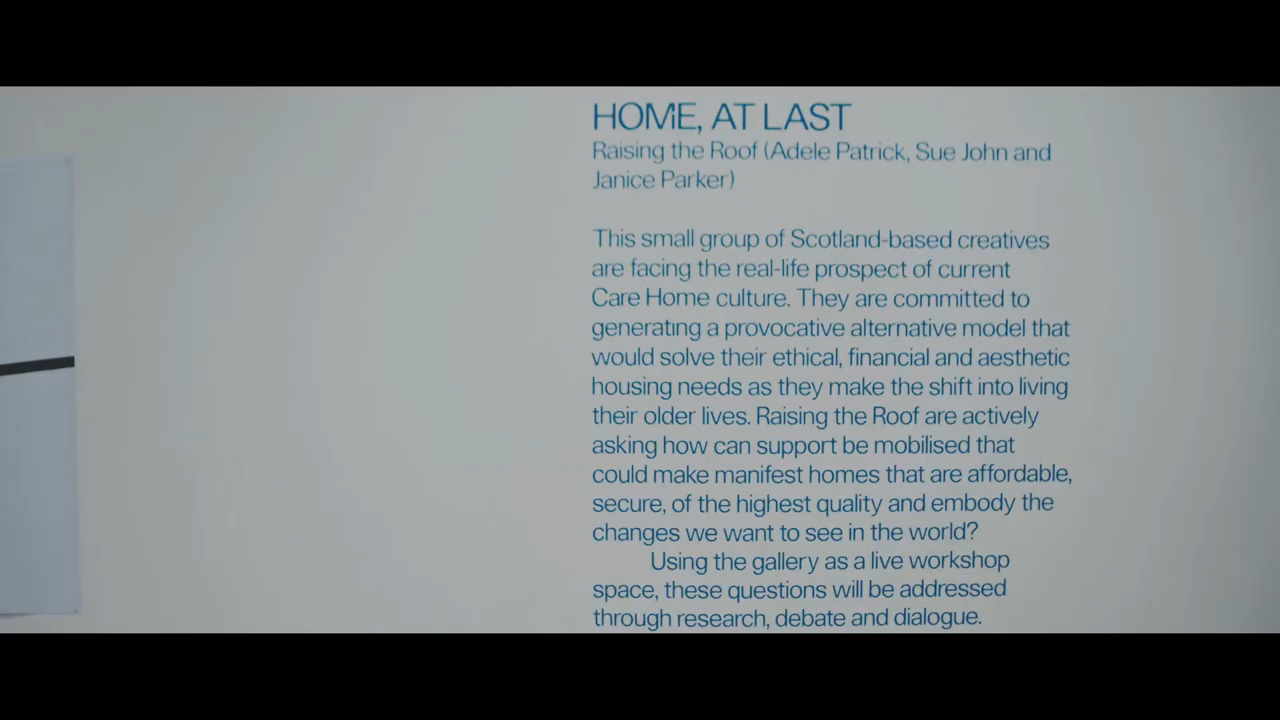 HOME, AT LAST
Raising the Roof (Adele Patrick, Sue John and
Janice Parker)
This small group of Scotland-based creatives
are facing the real-life prospect of current
Care Home culture. They are committed to
generating a provocative alternative model that
would solve their ethical, financial and aesthetic
housing needs as they make the shift into living
their older lives. Raising the Roof are actively
asking how can support be mobilised that
could make manifest homes that are affordable,
secure, of the highest quality and embody the
changes we want to see in the world?
Using the gallery as a live workshop
space, these questions will be addressed
through research, debate and dialogue.